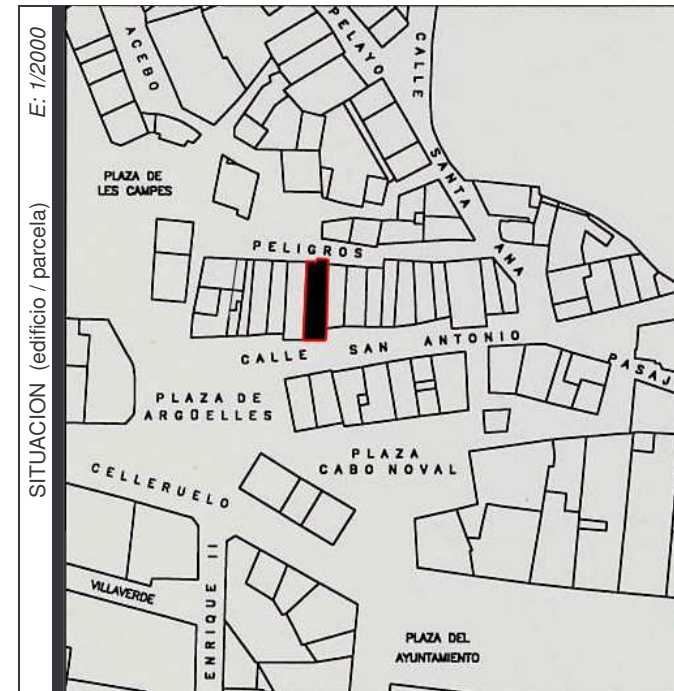 SITUACION (edificio / parcela) E: 1/2000
ACEBO
PELAYO
CALLE
SANTA ANA
PLAZA DE
LES CAMPES
PELIGROS
CALLE SAN ANTONIO
PASAJ
PLAZA DE
ARGÜELLES
PLAZA
CABO NOVAL
CELLERUELO
VILLAVERDE
ENRIQUE II
PLAZA DEL
AYUNTAMIENTO